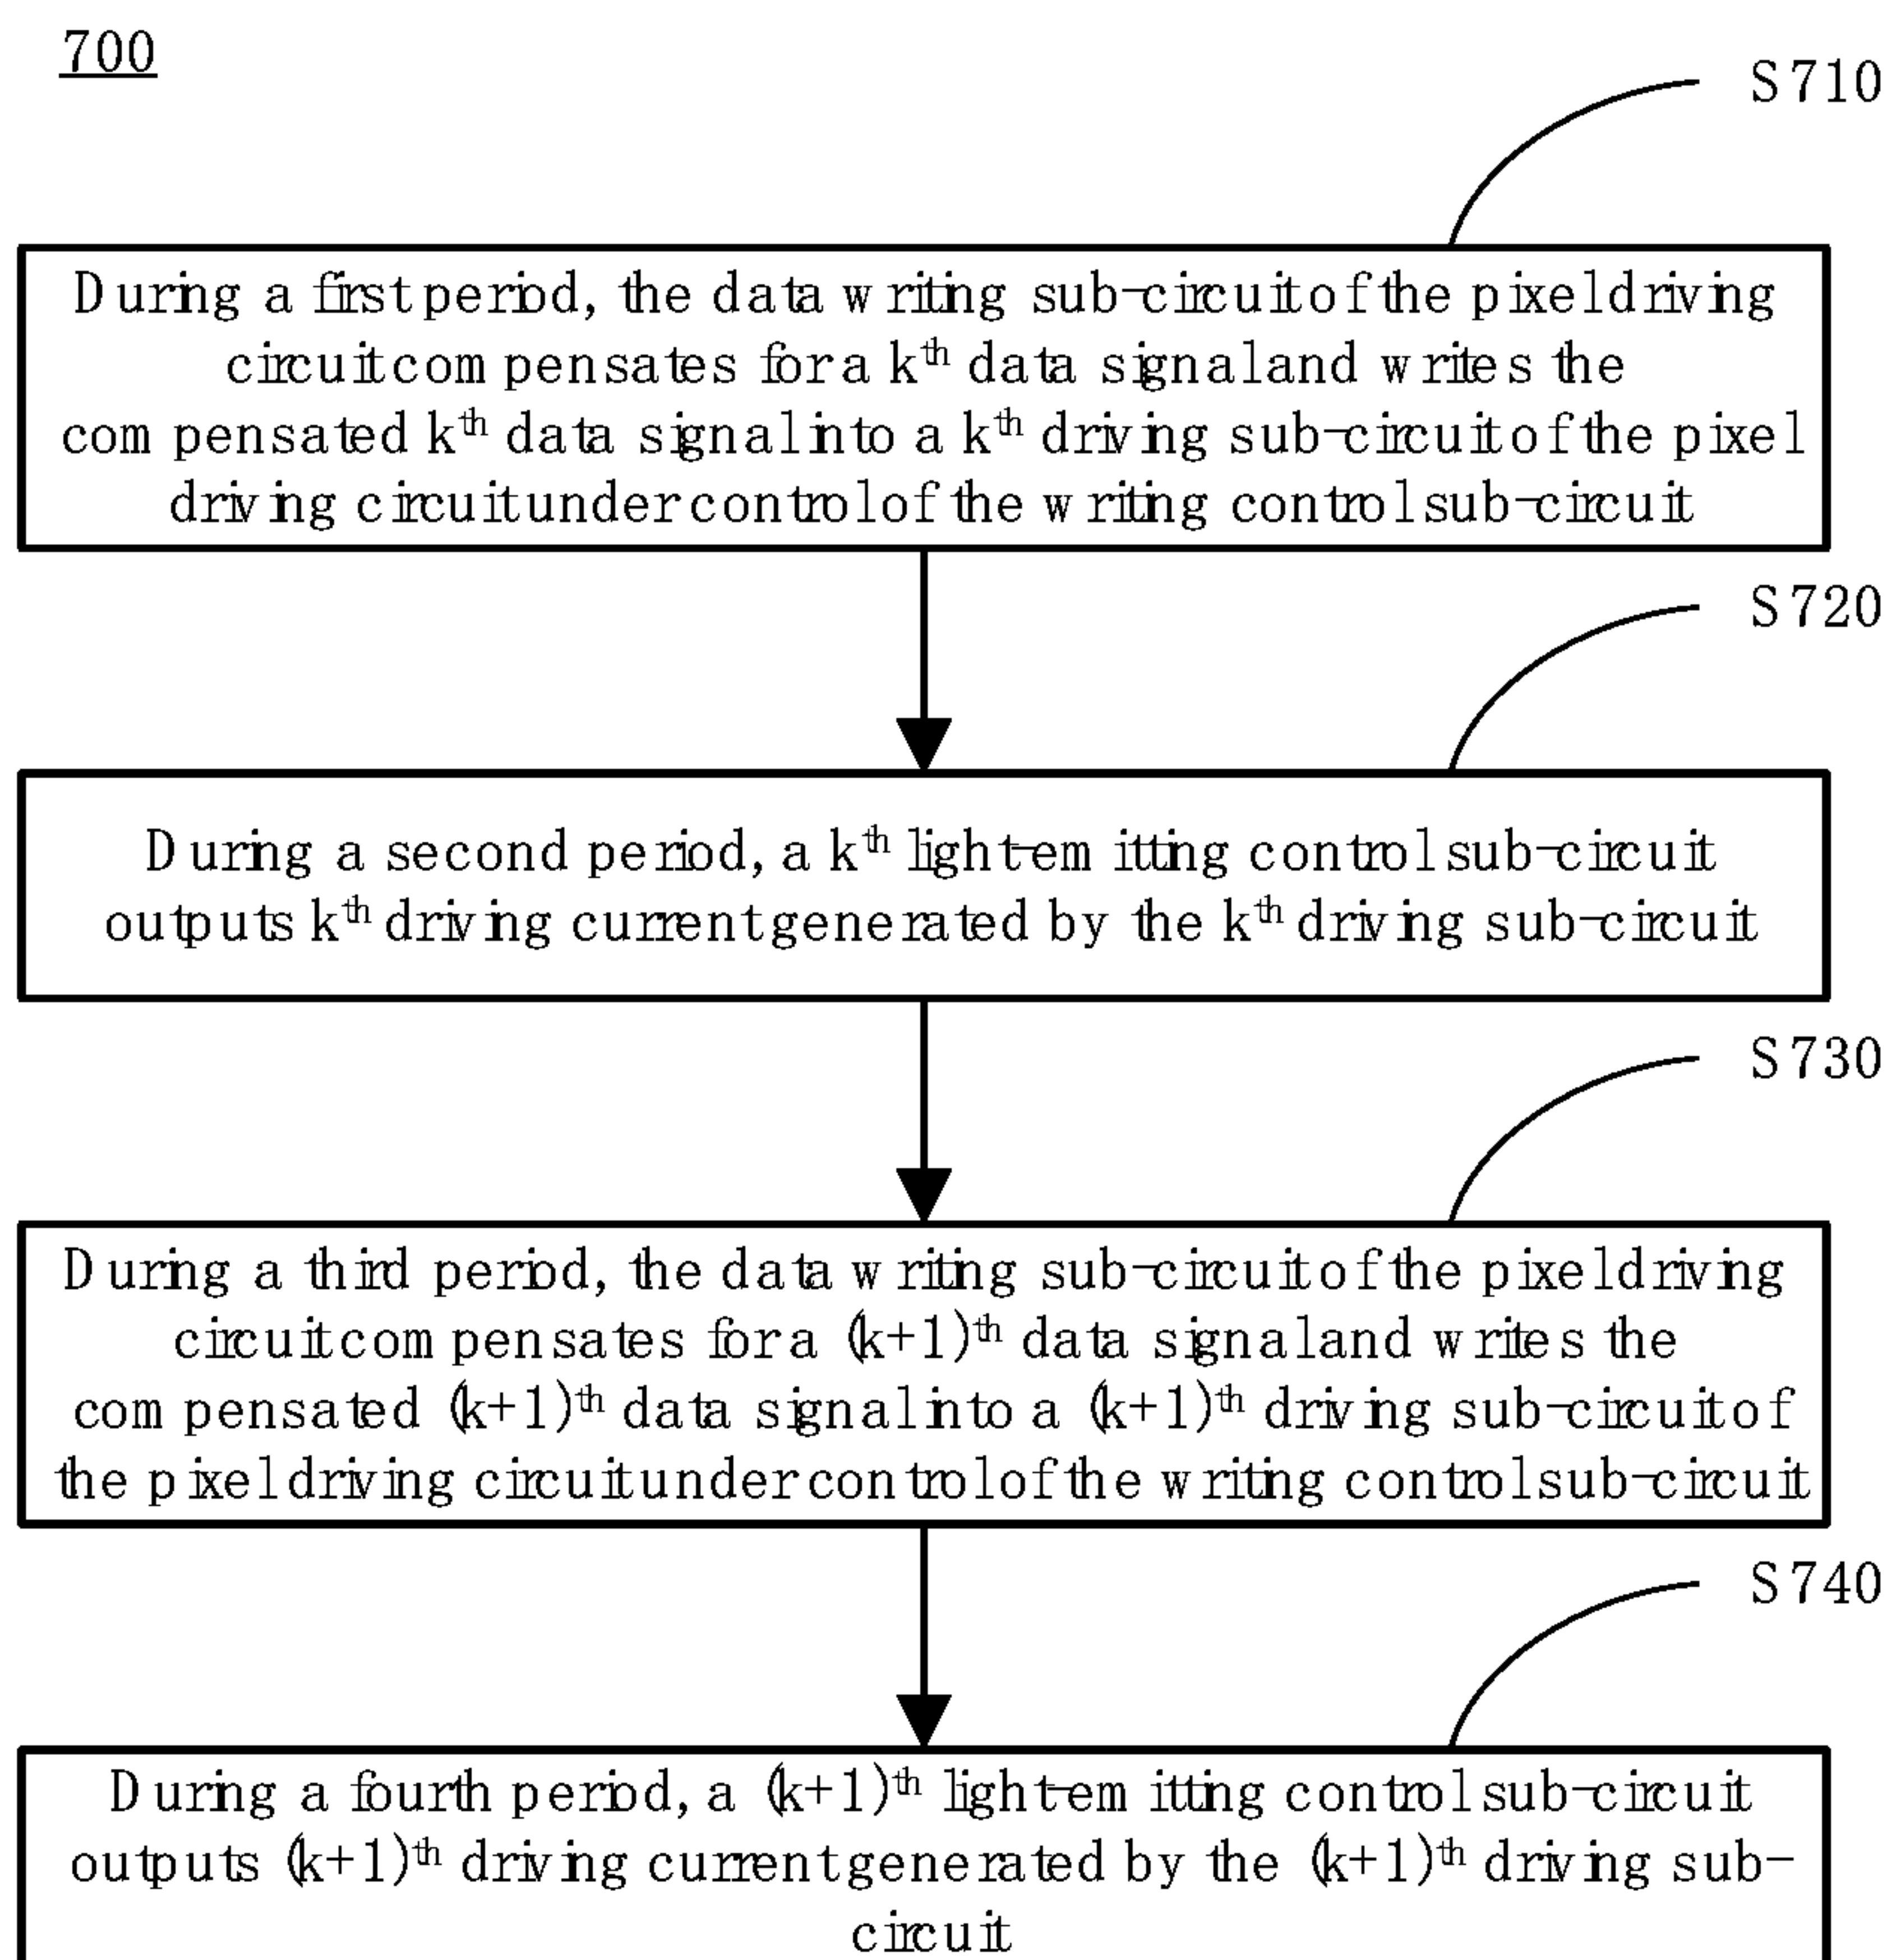 700
S710
During a first period, the data writing sub-circuit of the pixel driving
circuit compensates for a kth data signal and writes the
compensated kth data signal into a kth driving sub-circuit of the pixel
driving circuit under control of the writing control sub-circuit
S720
During a second period, a kth light-emitting control sub-circuit
outputs kth driving current generated by the kth driving sub-circuit
S730
During a third period, the data writing sub-circuit of the pixel driving
circuit compensates for a (k+1)th data signal and writes the
compensated (k+1)th data signal into a (k+1)th driving sub-circuit of
the pixel driving circuit under control of the writing control sub-circuit
S740
During a fourth period, a (k+1)th light-emitting control sub-circuit
outputs (k+1)th driving current generated by the (k+1)th driving sub-
circuit